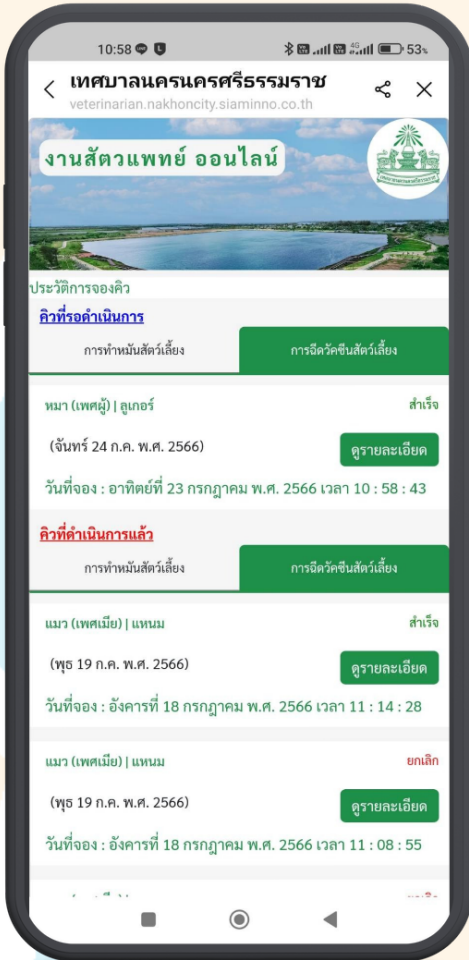 10:58
53%
เทศบาลนครนครศรีธรรมราช
veterinarian.nakhoncity.siaminno.co.th
งานสัตวแพทย์ ออนไลน์
ประวัติการจองคิว
คิวที่รอดำเนินการ
การทำหมันสัตว์เลี้ยง การฉีดวัคซีนสัตว์เลี้ยง
หมา (เพศผู้) | ลูเกอร์ สำเร็จ
(จันทร์ 24 ก.ค. พ.ศ. 2566) ดูรายละเอียด
วันที่จอง : อาทิตย์ที่ 23 กรกฎาคม พ.ศ. 2566 เวลา 10 : 58 : 43
คิวที่ดำเนินการแล้ว
การทำหมันสัตว์เลี้ยง การฉีดวัคซีนสัตว์เลี้ยง
แมว (เพศเมีย) | แหนม สำเร็จ
(พุธ 19 ก.ค. พ.ศ. 2566) ดูรายละเอียด
วันที่จอง : อังคารที่ 18 กรกฎาคม พ.ศ. 2566 เวลา 11 : 14 : 28
แมว (เพศเมีย) | แหนม ยกเลิก
(พุธ 19 ก.ค. พ.ศ. 2566) ดูรายละเอียด
วันที่จอง : อังคารที่ 18 กรกฎาคม พ.ศ. 2566 เวลา 11 : 08 : 55